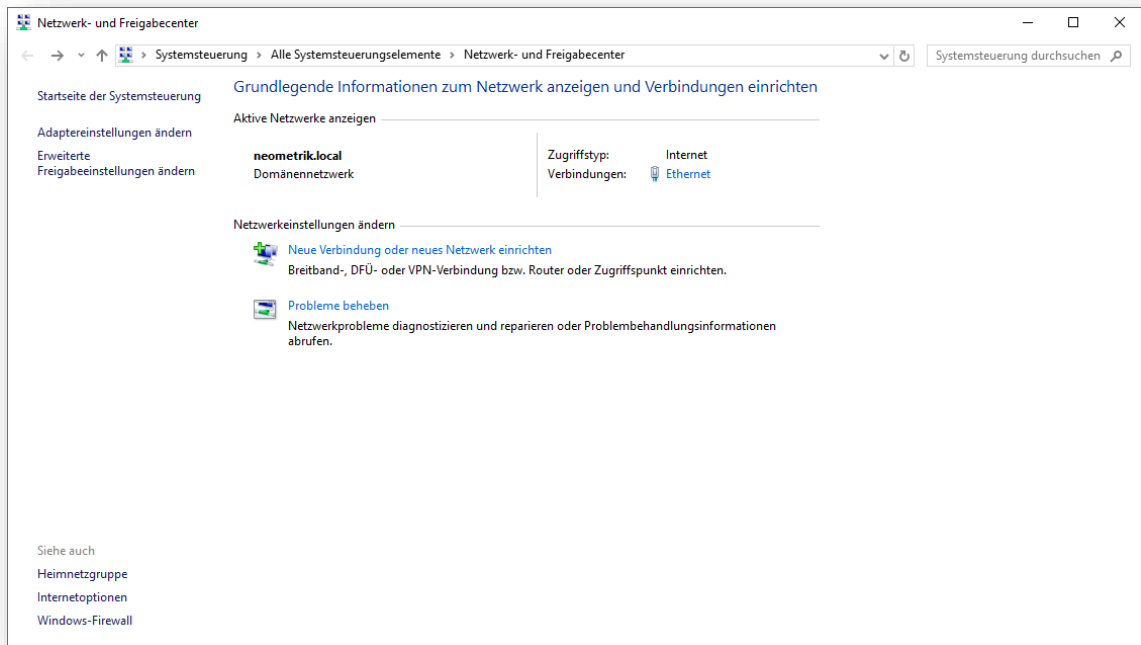 Netzwerk- und Freigabecenter
Systemsteuerung > Alle Systemsteuerungselemente > Netzwerk- und Freigabecenter
Systemsteuerung durchsuchen
Startseite der Systemsteuerung
Adaptereinstellungen ändern
Erweiterte
Freigabeeinstellungen ändern
Grundlegende Informationen zum Netzwerk anzeigen und Verbindungen einrichten
Aktive Netzwerke anzeigen
neometrik.local
Domänennetzwerk
Zugriffstyp: Internet
Verbindungen: Ethernet
Netzwerkeinstellungen ändern
Neue Verbindung oder neues Netzwerk einrichten
Breitband-, DFÜ- oder VPN-Verbindung bzw. Router oder Zugriffspunkt einrichten.
Probleme beheben
Netzwerkprobleme diagnostizieren und reparieren oder Problembehandlungsinformationen
abrufen.
Siehe auch
Heimnetzgruppe
Internetoptionen
Windows-Firewall